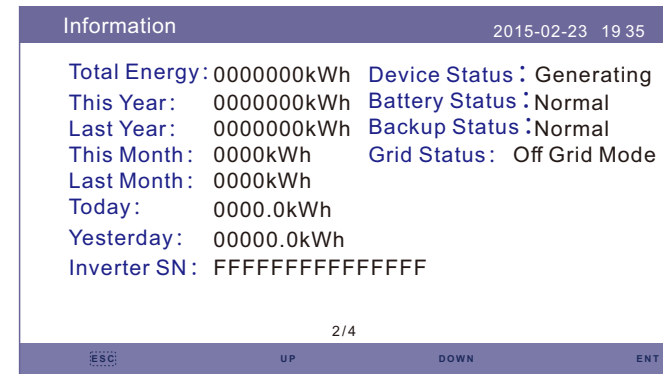 Information 2015-02-23 19 35
Total Energy: 0000000kWh Device Status: Generating
This Year: 0000000kWh Battery Status: Normal
Last Year: 0000000kWh Backup Status: Normal
This Month: 0000kWh Grid Status: Off Grid Mode
Last Month: 0000kWh
Today: 0000.0kWh
Yesterday: 00000.0kWh
Inverter SN: FFFFFFFFFFFFFFF
2/4
ESC UP DOWN ENT